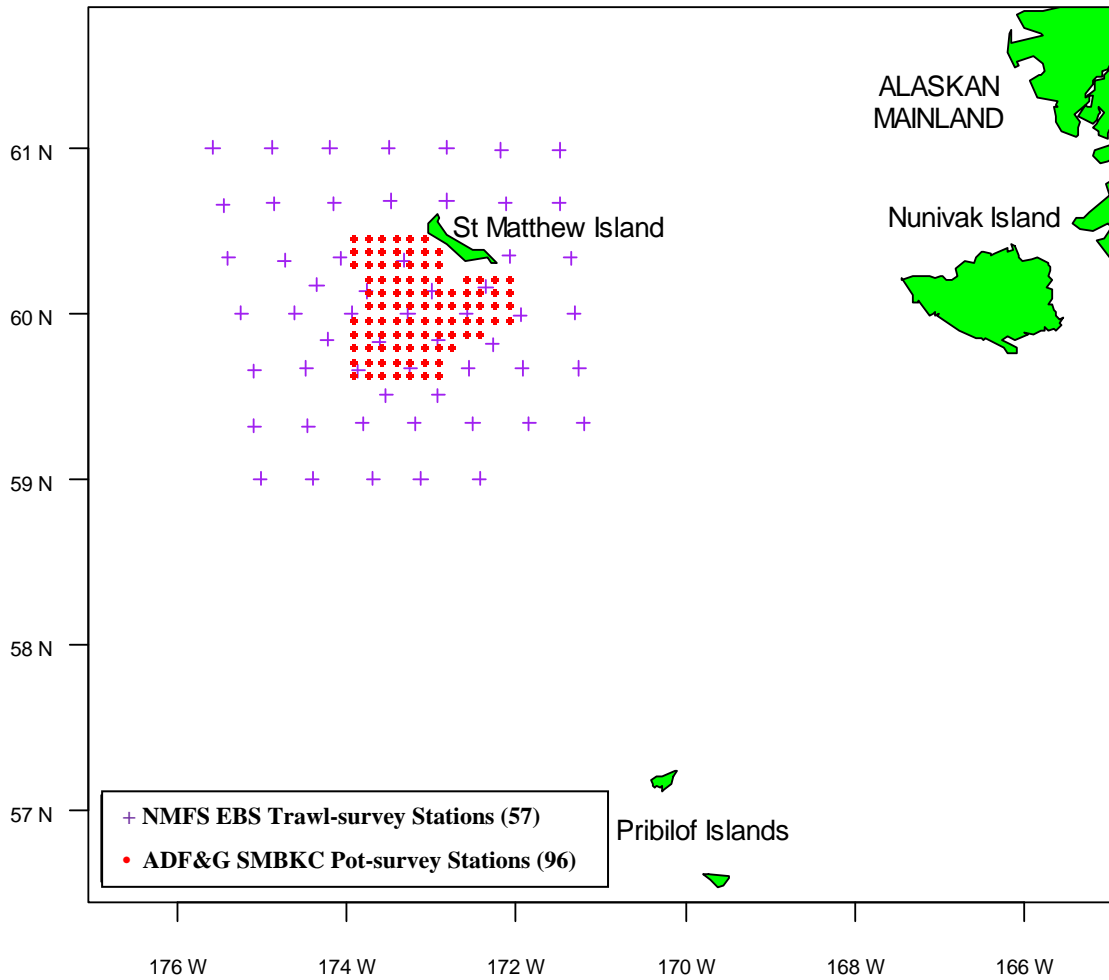 ALASKAN
MAINLAND
61 N
Nunivak Island
St Matthew Island
60 N
59 N
58 N
57 N
NMFS EBS Trawl-survey Stations (57)
Pribilof Islands
ADF&G SMBKC Pot-survey Stations (96)
176 W 174 W 172 W 170 W 168 W 166 W